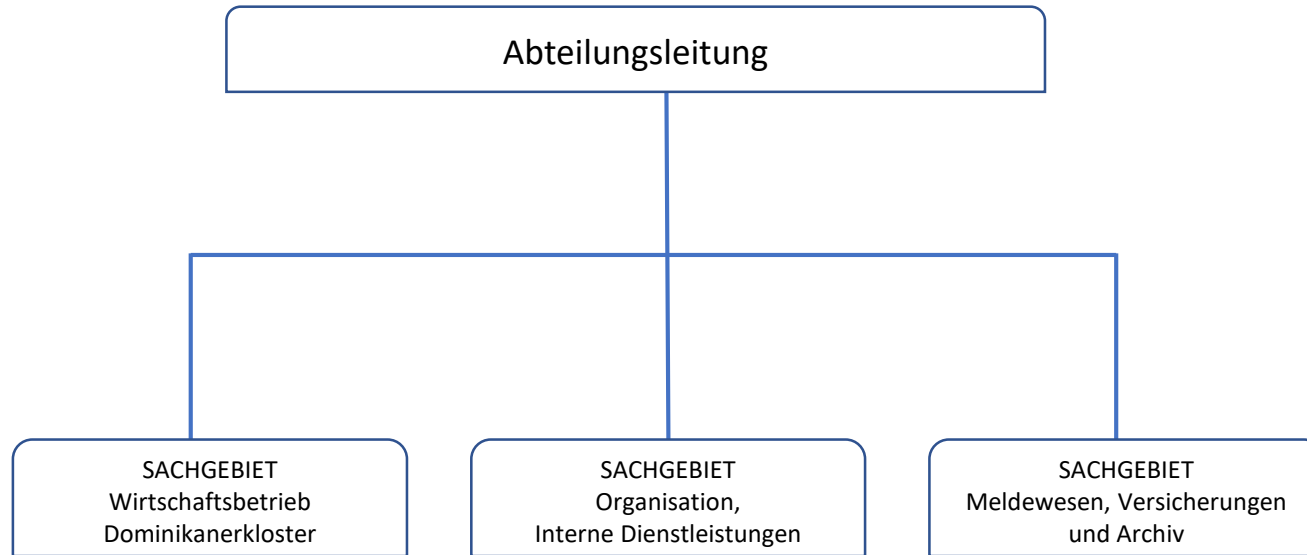 Abteilungsleitung
SACHGEBIET
Wirtschaftsbetrieb
Dominikanerkloster
SACHGEBIET
Organisation,
Interne Dienstleistungen
SACHGEBIET
Meldewesen, Versicherungen
und Archiv